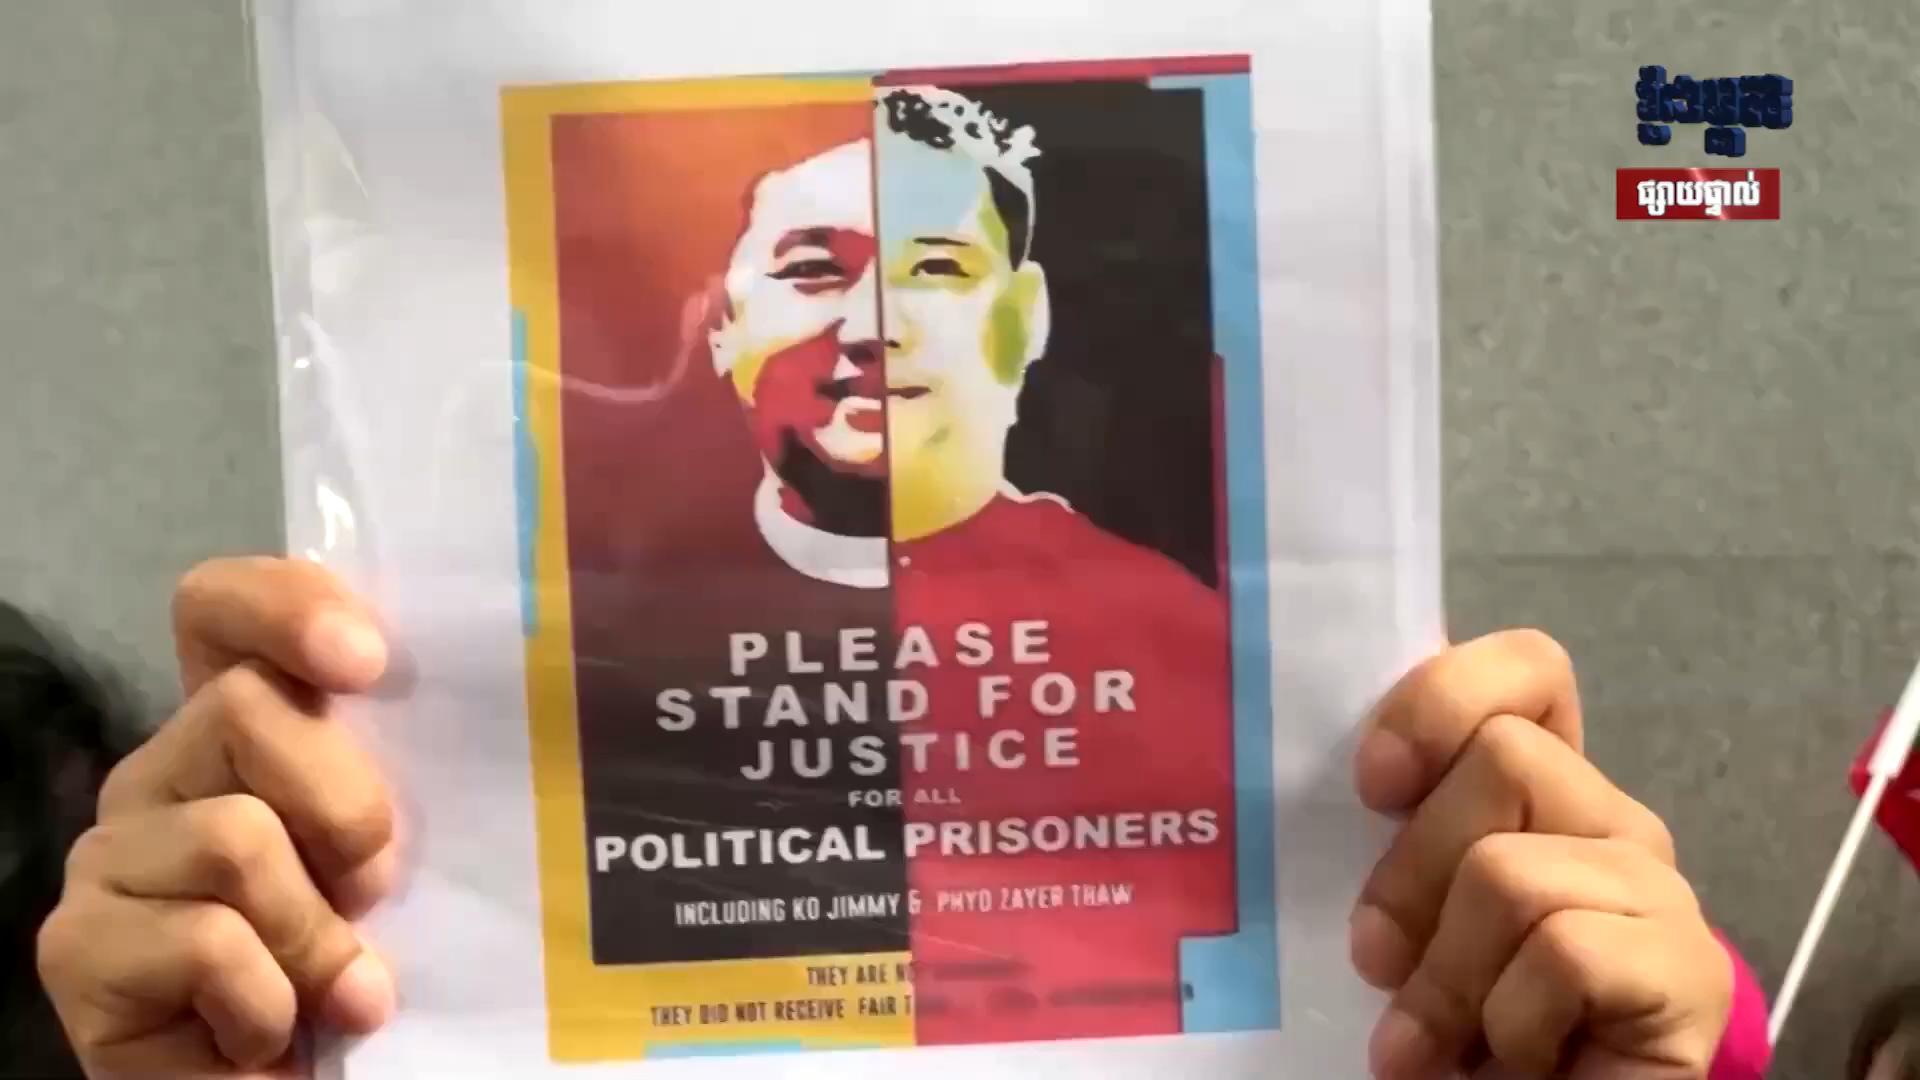 ផ្សាយផ្ទាល់
PLEASE
STAND FOR
JUSTICE
FOR ALL
POLITICAL PRISONERS
INCLUDING KO JIMMY & PHYO ZAYER THAW
THEY ARE
THEY DID NOT RECEIVE FAIR